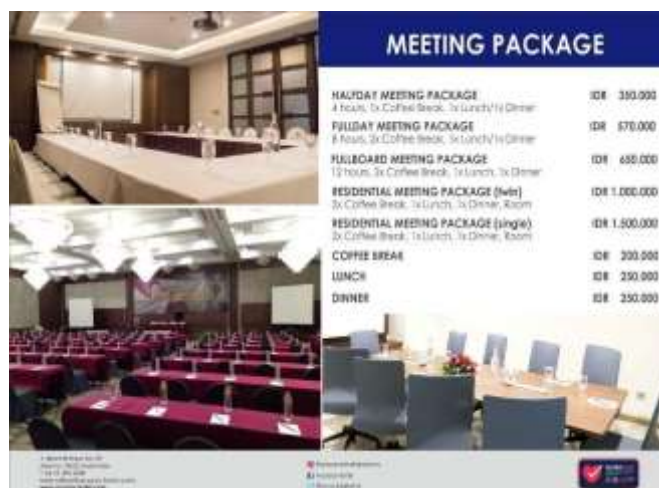 MEETING PACKAGE
HALFDAY MEETING PACKAGE IDR 350.000
4 hours, 1x Coffee Break, 1x Lunch/1x Dinner
FULLDAY MEETING PACKAGE IDR 570.000
8 hours, 2x Coffee Break, 1x Lunch/1x Dinner
FULLBOARD MEETING PACKAGE IDR 650.000
12 hours, Coffee Break, 1x Lunch, 1x Dinner
RESIDENTIAL MEETING PACKAGE (twin) IDR 1.000.000
Coffee Break, 1x Lunch, 1x Dinner, Room
RESIDENTIAL MEETING PACKAGE (single) IDR 1.500.000
Coffee Break, 1x Lunch, 1x Dinner, Room
COFFEE BREAK IDR 200.000
LUNCH IDR 250.000
DINNER IDR 250.000